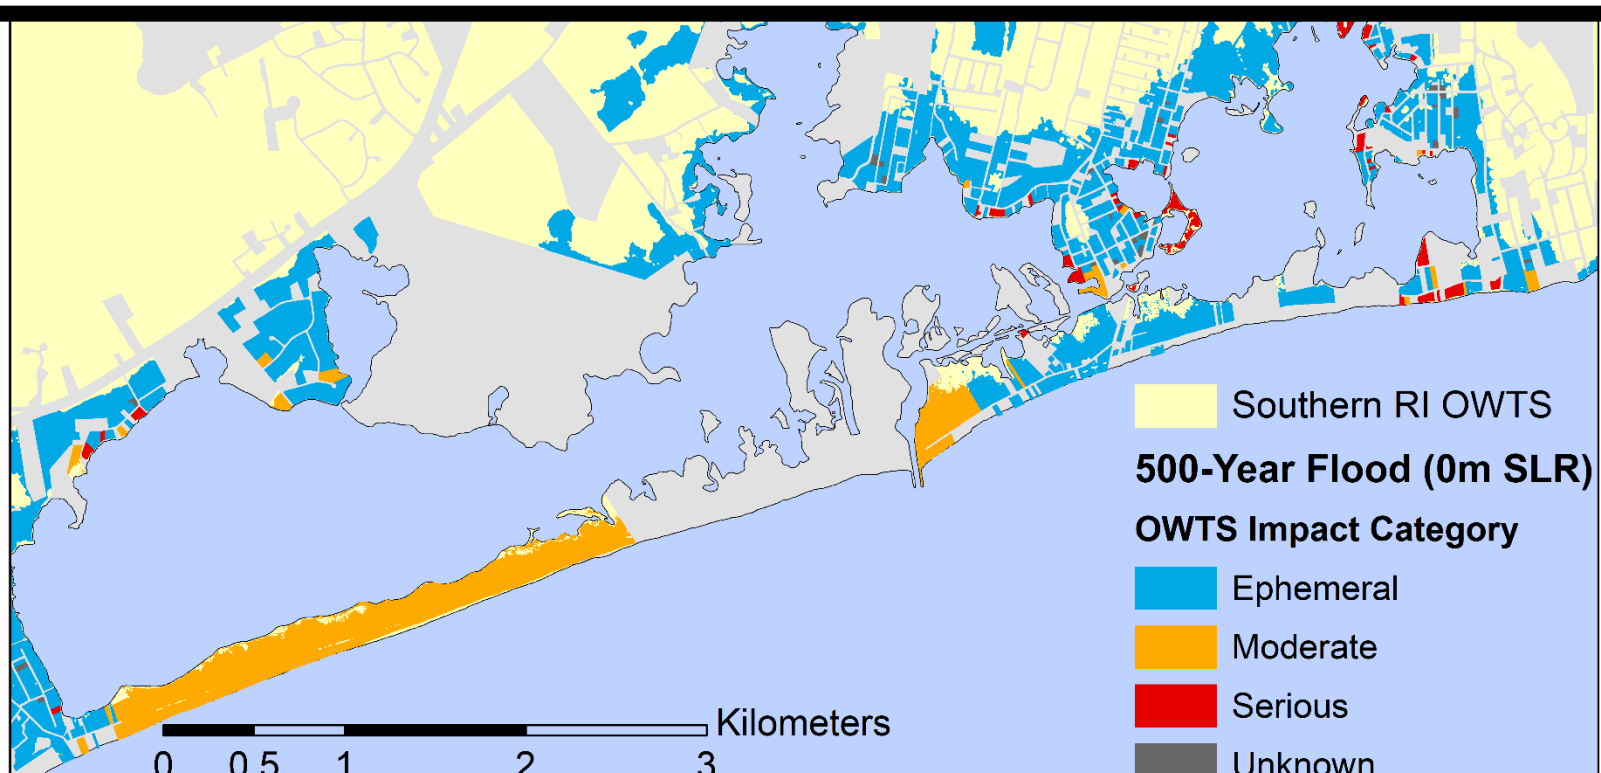 Southern RI OWTS
500-Year Flood (0m SLR)
OWTS Impact Category
Ephemeral
Moderate
Serious
Unknown
Kilometers
0 0.5 1 2 3